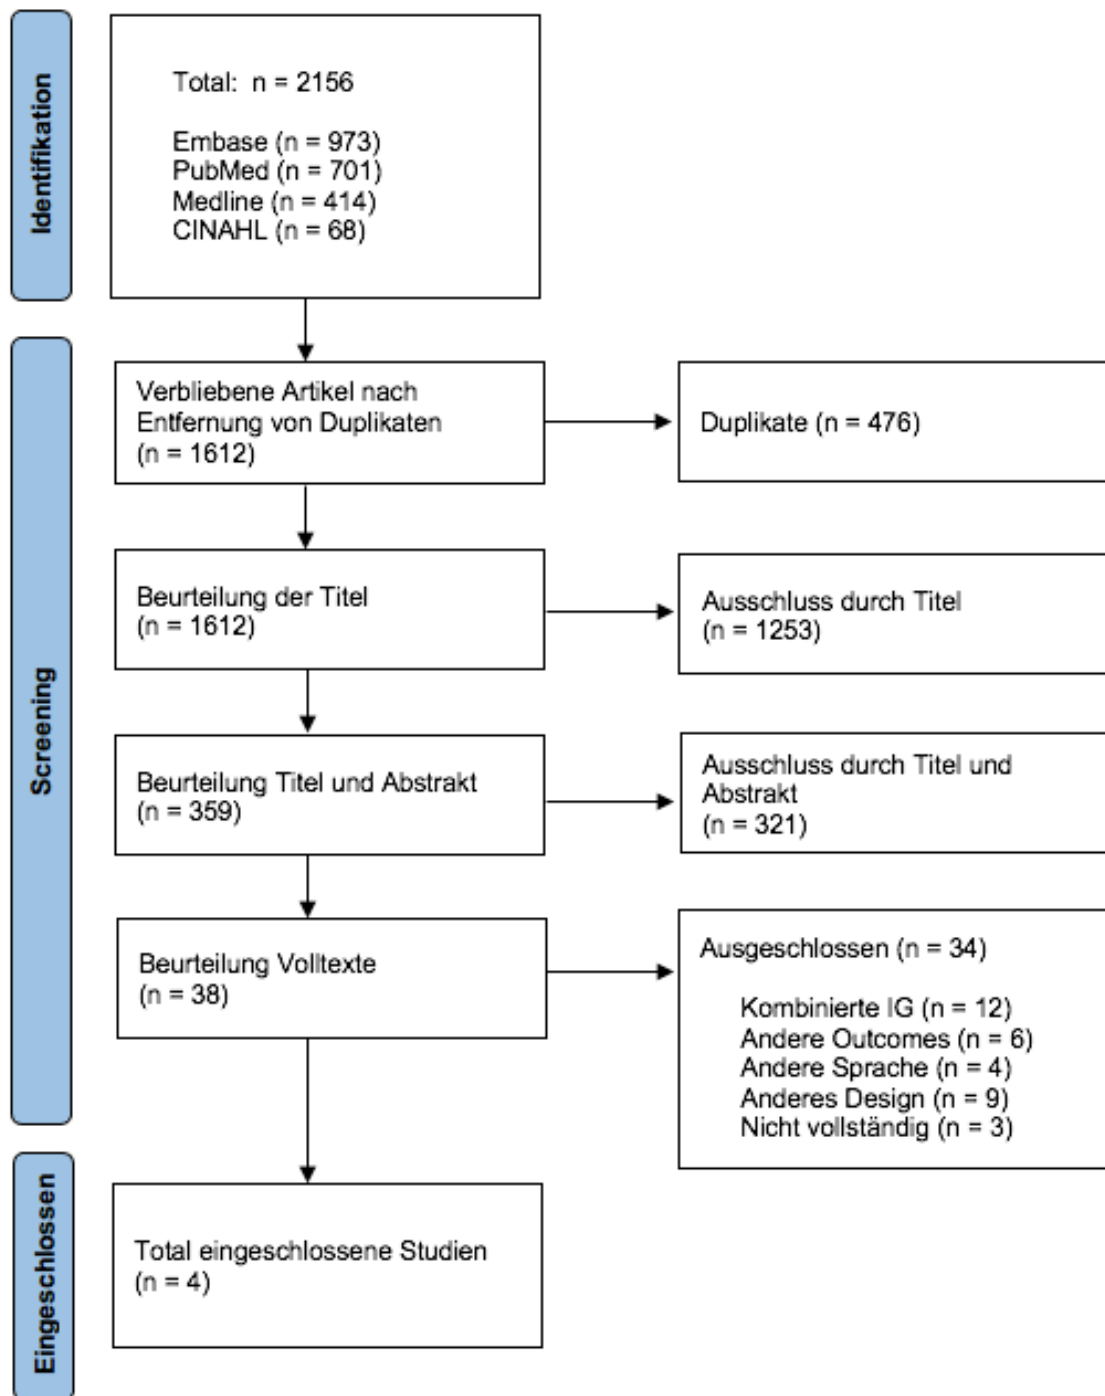 Identifikation
Total: n = 2156
Embase (n = 973)
PubMed (n = 701)
Medline (n = 414)
CINAHL (n = 68)
Screening
Verbliebene Artikel nach
Entfernung von Duplikaten
(n = 1612)
Duplikate (n = 476)
Beurteilung der Titel
(n = 1612)
Ausschluss durch Titel
(n = 1253)
Beurteilung Titel und Abstrakt
(n = 359)
Ausschluss durch Titel und
Abstrakt
(n = 321)
Beurteilung Volltexte
(n = 38)
Ausgeschlossen (n = 34)
Kombinierte IG (n = 12)
Andere Outcomes (n = 6)
Andere Sprache (n = 4)
Anderes Design (n = 9)
Nicht vollständig (n = 3)
Eingeschlossen
Total eingeschlossene Studien
(n = 4)